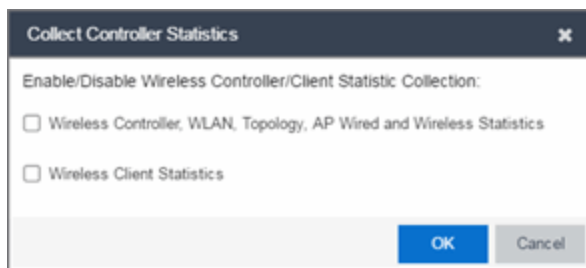 Collect Controller Statistics
Enable/Disable Wireless Controller/Client Statistic Collection:
Wireless Controller, WLAN, Topology, AP Wired and Wireless Statistics
Wireless Client Statistics
OK Cancel